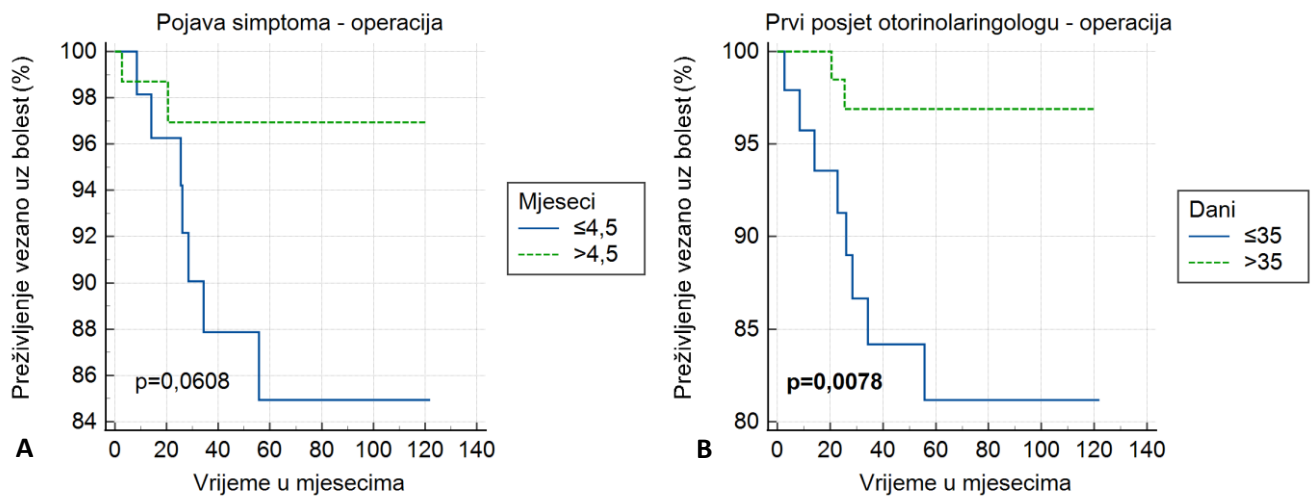 Pojava simptoma - operacija
Preživljenje vezano uz bolest (%)
100
98
96
94
92
90
88
86
84
p=0,0608
0 20 40 60 80 100 120 140
Vrijeme u mjesecima
A
Mjeseci
≤4,5
>4,5
Prvi posjet otorinolaringologu - operacija
Preživljenje vezano uz bolest (%)
100
95
90
85
80
p=0,0078
0 20 40 60 80 100 120 140
Vrijeme u mjesecima
B
Dani
≤35
>35